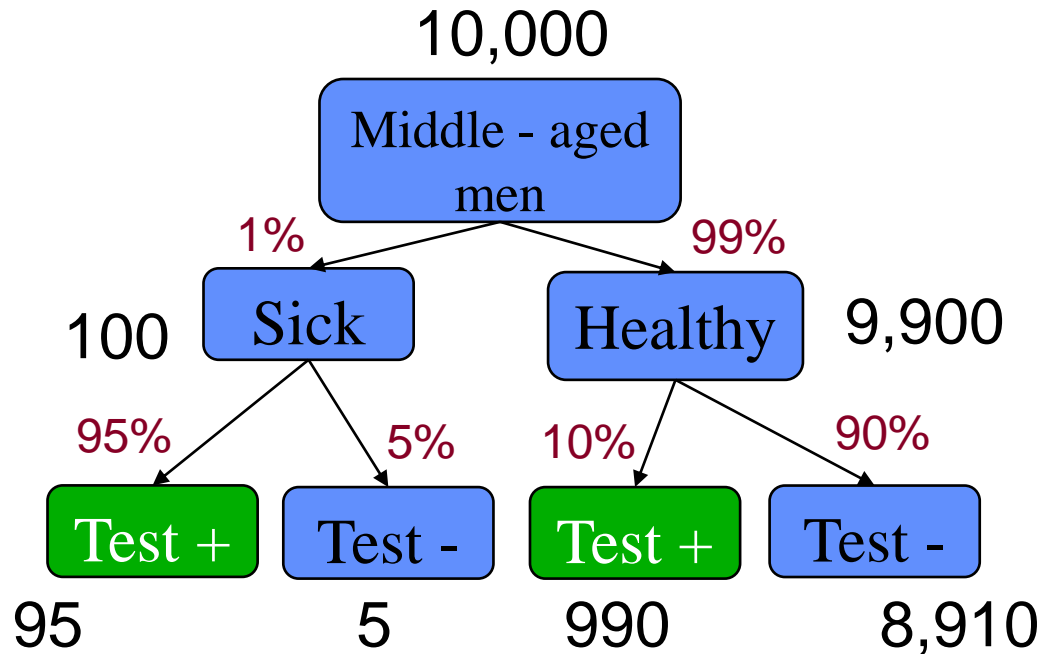 10,000
Middle - aged
men
1%
99%
Sick
Healthy
100
9,900
95%
5%
10%
90%
Test +
Test -
Test +
Test -
95
5
990
8,910